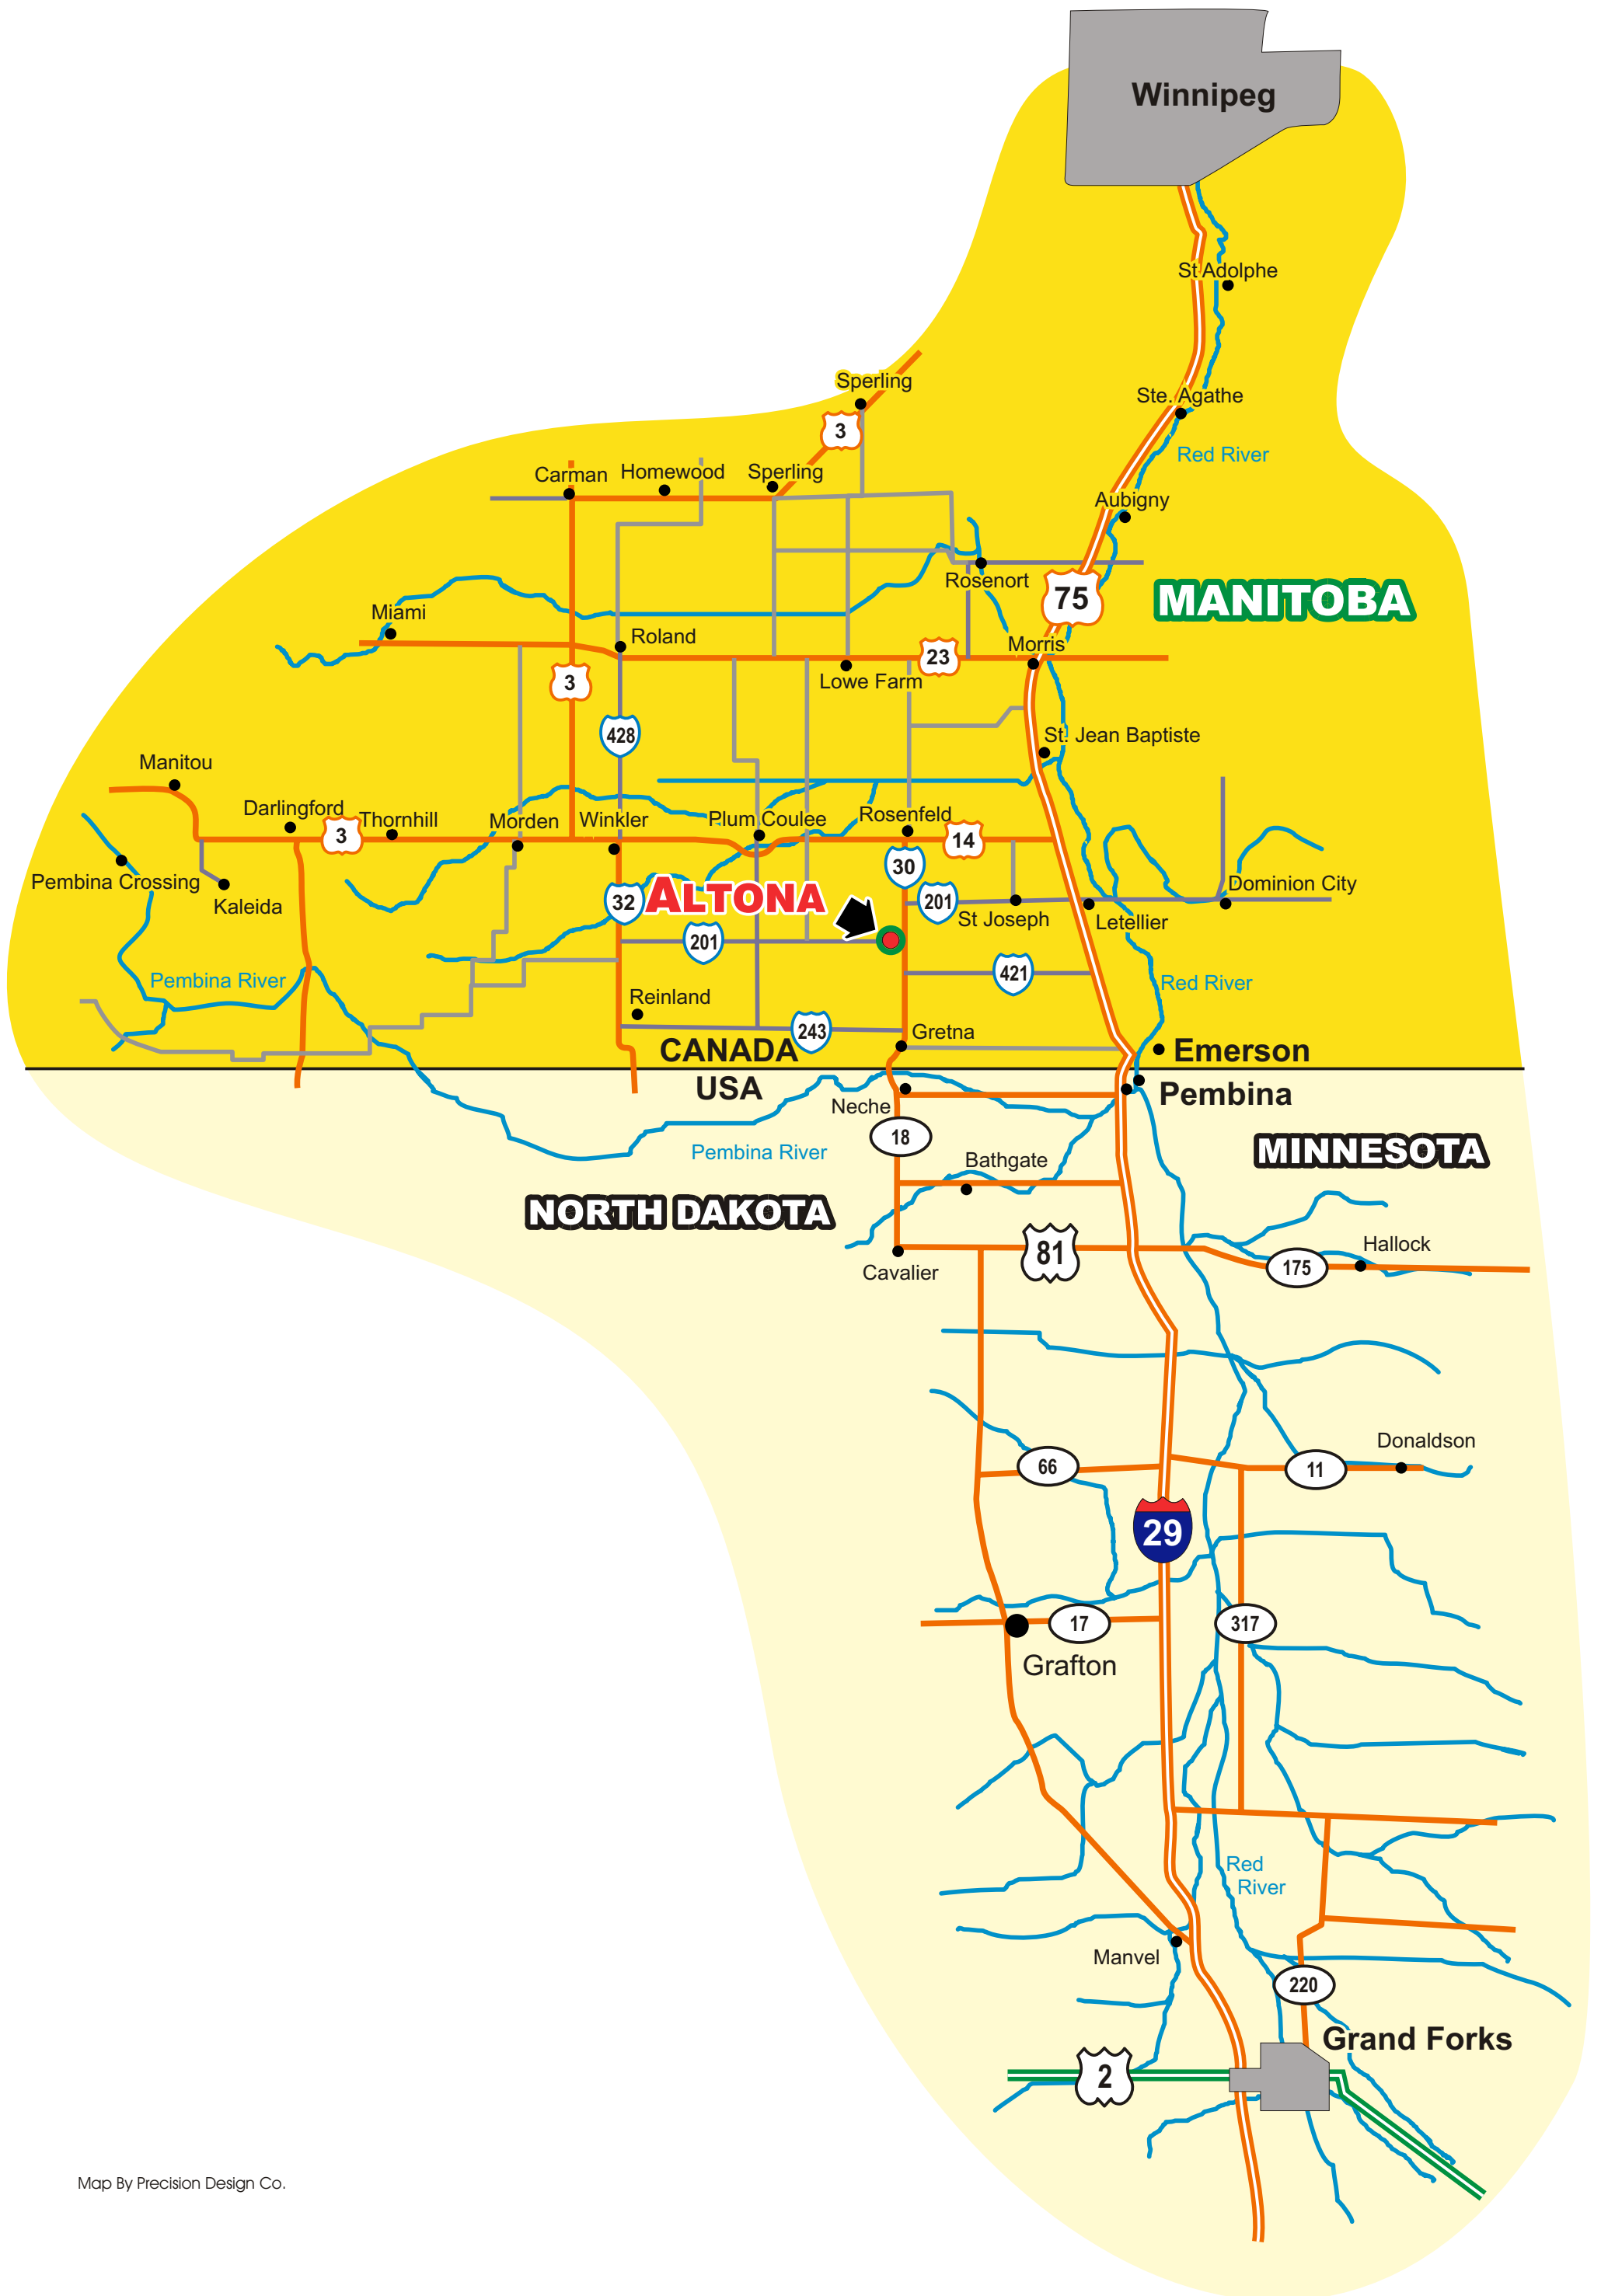 Winnipeg
St Adolphe
Sperling
Ste. Agathe
3
Red River
Carman
Homewood
Sperling
Aubigny
Rosenort
75
MANITOBA
Miami
Roland
Morris
23
Lowe Farm
3
428
St. Jean Baptiste
Manitou
Darlingford
Thornhill
Morden
Winkler
Plum Coulee
Rosenfeld
3
14
30
Pembina Crossing
Kaleida
32
ALTONA
201
St Joseph
Letellier
Dominion City
201
421
Pembina River
Red River
Reinland
243
Gretna
CANADA
Emerson
USA
Pembina
Neche
18
Pembina River
MINNESOTA
Bathgate
NORTH DAKOTA
81
Hallock
Cavalier
175
Donaldson
66
11
29
17
317
Grafton
Red
River
Manvel
220
Grand Forks
2
Map By Precision Design Co.